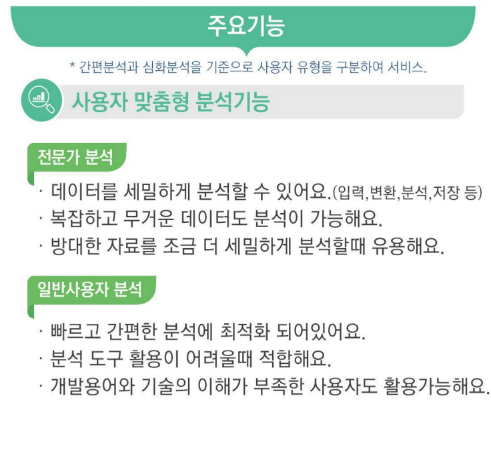 주요기능
* 간편분석과 심화분석을 기준으로 사용자 유형을 구분하여 서비스.
사용자 맞춤형 분석기능
전문가 분석
· 데이터를 세밀하게 분석할 수 있어요.(입력,변환,분석,저장 등)
· 복잡하고 무거운 데이터도 분석이 가능해요.
· 방대한 자료를 조금 더 세밀하게 분석할때 유용해요.
일반사용자 분석
· 빠르고 간편한 분석에 최적화 되어있어요.
· 분석 도구 활용이 어려울때 적합해요.
· 개발용어와 기술의 이해가 부족한 사용자도 활용가능해요.